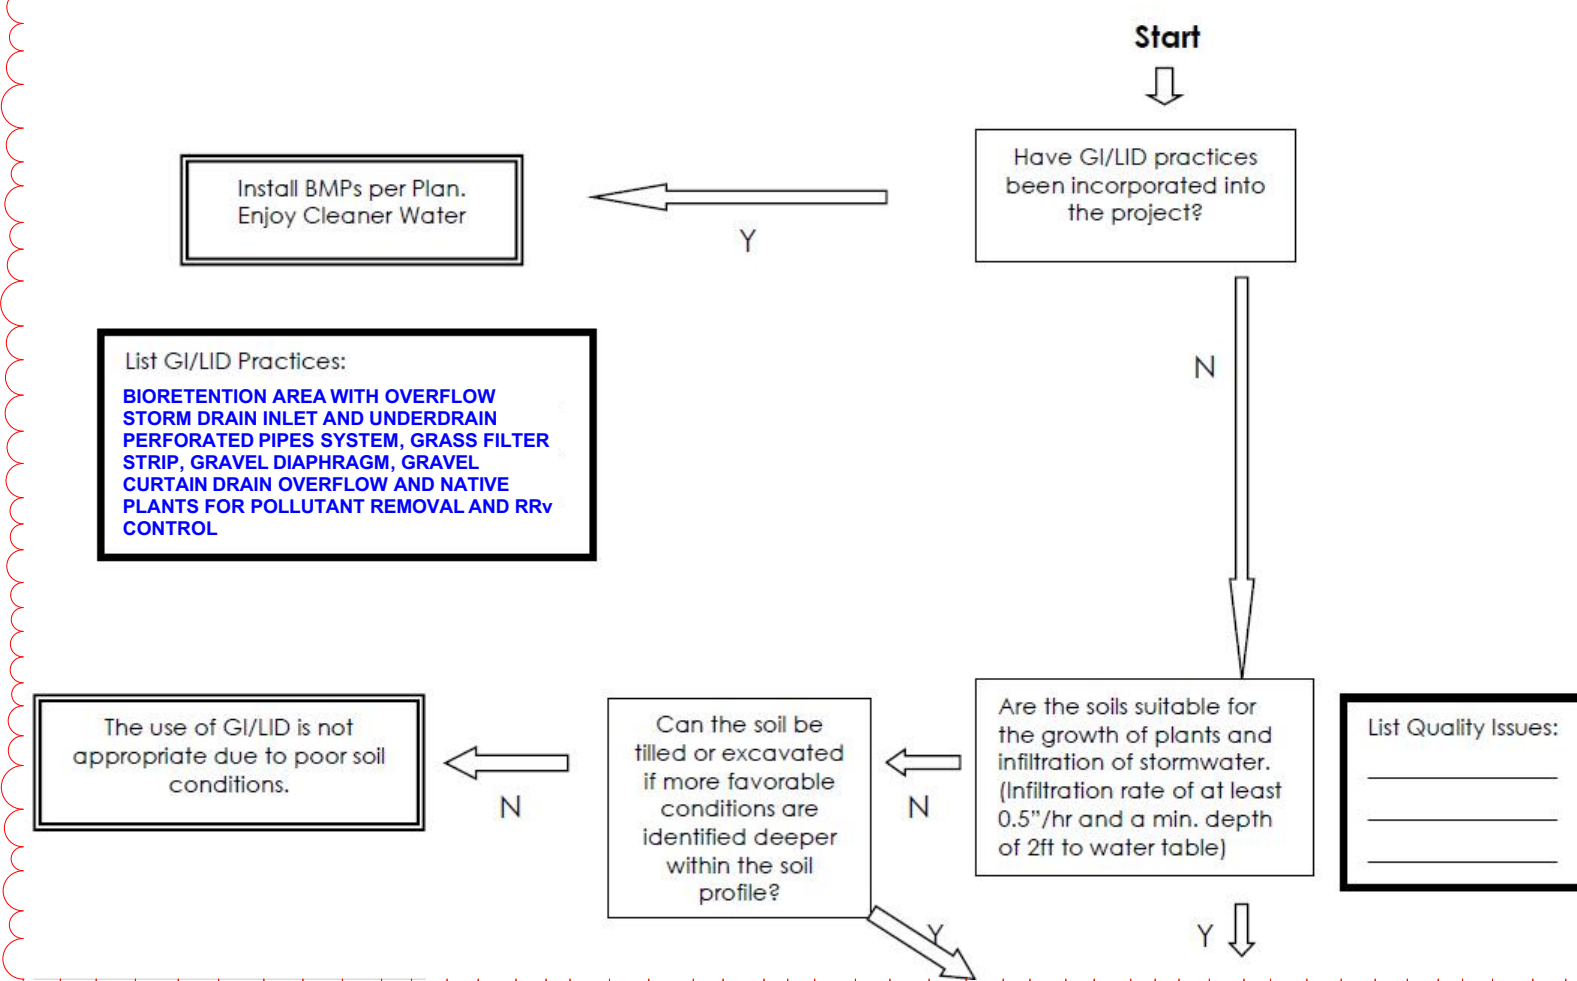 Start
Have GI/LID practices
been incorporated into
the project?
Install BMPs per Plan.
Enjoy Cleaner Water
Y
List GI/LID Practices:
BIORETENTION AREA WITH OVERFLOW
STORM DRAIN INLET AND UNDERDRAIN
PERFORATED PIPES SYSTEM, GRASS FILTER
STRIP, GRAVEL DIAPHRAGM, GRAVEL
CURTAIN DRAIN OVERFLOW AND NATIVE
PLANTS FOR POLLUTANT REMOVAL AND RRv
CONTROL
N
Are the soils suitable for
the growth of plants and
infiltration of stormwater.
(Infiltration rate of at least
0.5"/hr and a min. depth
of 2ft to water table)
List Quality Issues:
N
Can the soil be
tilled or excavated
if more favorable
conditions are
identified deeper
within the soil
profile?
N
The use of GI/LID is not
appropriate due to poor soil
conditions.
Y
Y